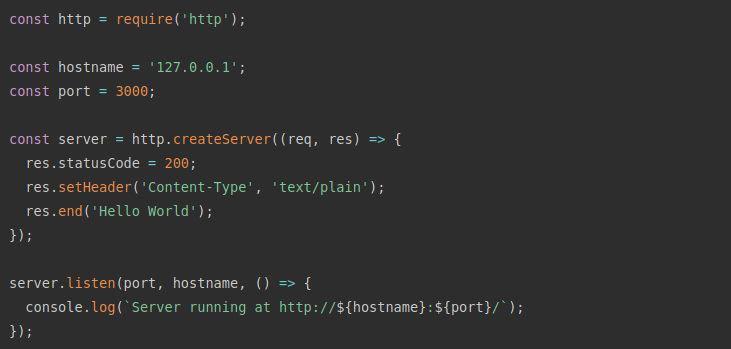 const http = require('http');

const hostname = '127.0.0.1';
const port = 3000;

const server = http.createServer((req, res) => {
  res.statusCode = 200;
  res.setHeader('Content-Type', 'text/plain');
  res.end('Hello World');
});

server.listen(port, hostname, () => {
  console.log(`Server running at http://${hostname}:${port}/`);
});